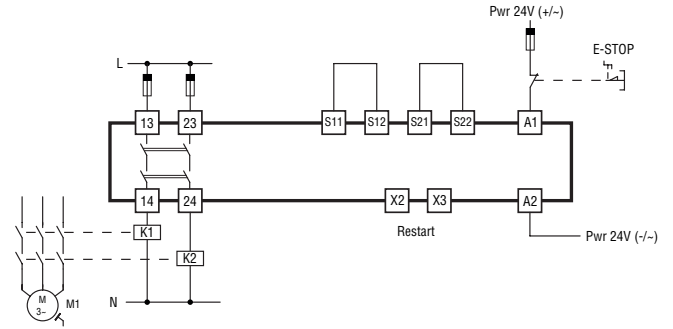 Pwr 24V (+/~)
E-STOP
L
13
23
S11
S12
S21
S22
A1
14
24
X2
X3
A2
Restart
K1
K2
Pwr 24V (-/~)
M
3~
M1
N